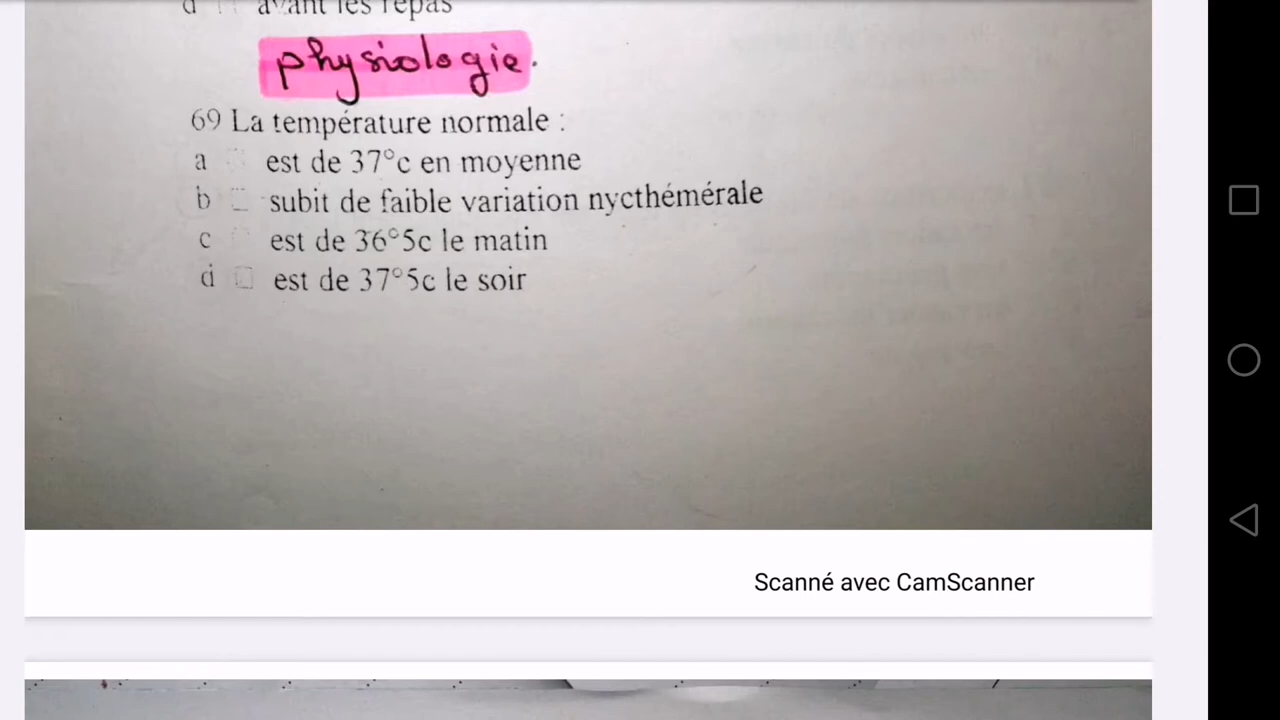 d avant les repas
physiologie.
69 La température normale :
a est de 37°c en moyenne
b subit de faible variation nycthémérale
c est de 36°5c le matin
d est de 37°5c le soir
Scanné avec CamScanner